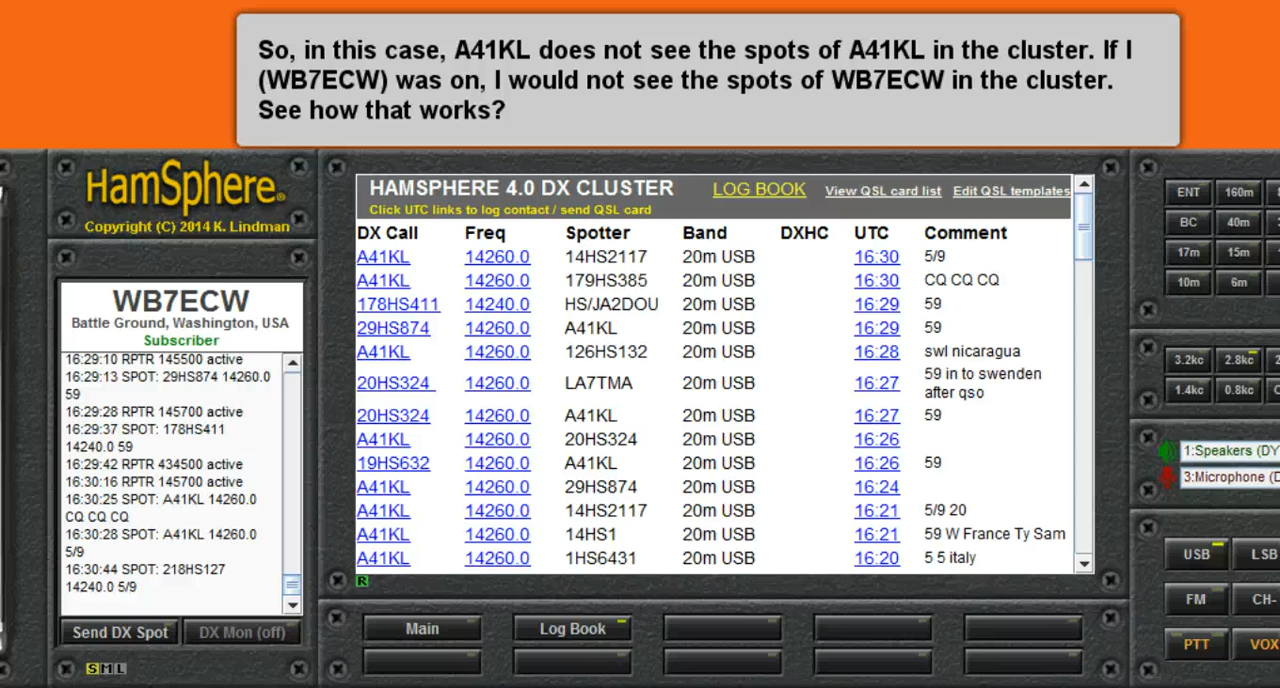 So, in this case, A41KL does not see the spots of A41KL in the cluster. If I
(WB7ECW) was on, I would not see the spots of WB7ECW in the cluster.
See how that works?
HamSphere®
Copyright (C) 2014 K. Lindman
WB7ECW
Battle Ground, Washington, USA
Subscriber
16:29:10 RPTR 145500 active
16:29:13 SPOT: 29HS874 14260.0
59
16:29:28 RPTR 145700 active
16:29:37 SPOT: 178HS411
14240.0 59
16:29:42 RPTR 434500 active
16:30:16 RPTR 145700 active
16:30:25 SPOT: A41KL 14260.0
CQ CQ CQ
16:30:28 SPOT: A41KL 14260.0
5/9
16:30:44 SPOT: 218HS127
14240.0 5/9
Send DX Spot DX Mon (off)
S M L
HAMSPHERE 4.0 DX CLUSTER LOG BOOK View QSL card list Edit QSL templates
Click UTC links to log contact / send QSL card
DX Call Freq Spotter Band DXHC UTC Comment
A41KL 14260.0 14HS2117 20m USB 16:30 5/9
A41KL 14260.0 179HS385 20m USB 16:30 CQ CQ CQ
178HS411 14240.0 HS/JA2DOU 20m USB 16:29 59
29HS874 14260.0 A41KL 20m USB 16:29 59
A41KL 14260.0 126HS132 20m USB 16:28 swl nicaragua
20HS324 14260.0 LA7TMA 20m USB 16:27 59 in to swenden
after qso
20HS324 14260.0 A41KL 20m USB 16:27 59
A41KL 14260.0 20HS324 20m USB 16:26
19HS632 14260.0 A41KL 20m USB 16:26 59
A41KL 14260.0 29HS874 20m USB 16:24
A41KL 14260.0 14HS2117 20m USB 16:21 5/9 20
A41KL 14260.0 14HS1 20m USB 16:21 59 W France Ty Sam
A41KL 14260.0 1HS6431 20m USB 16:20 5 5 italy
R
Main Log Book
ENT 160m
BC 40m
17m 15m
10m 6m
3.2kc 2.8kc
1.4kc 0.8kc
1:Speakers (DY
3:Microphone (D
USB LSB
FM CH-
PTT VOX